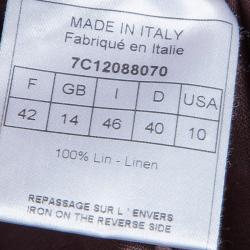 MADE IN ITALY
Fabriqué en Italie
7C12088070
F GB I D USA
42 14 46 40 10
100% Lin - Linen
REPASSAGE SUR L ' ENVERS
IRON ON THE REVERSE SIDE